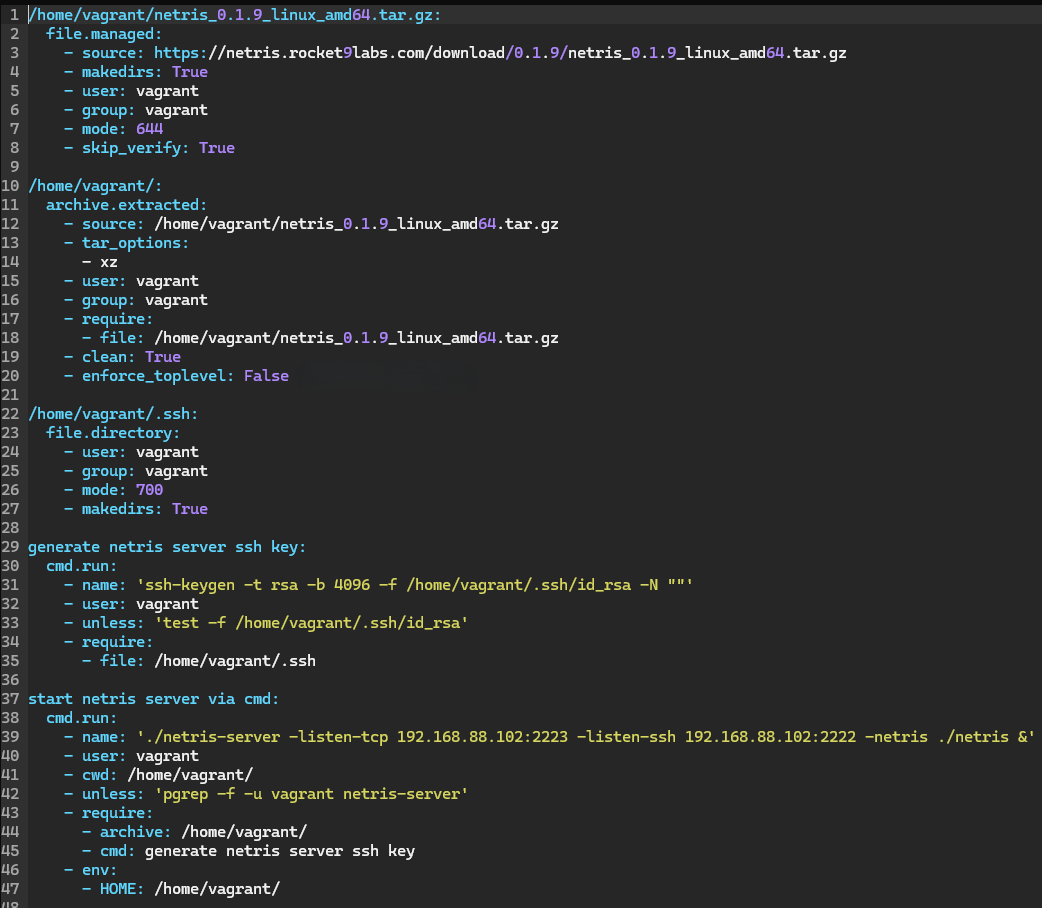 1 /home/vagrant/netris_0.1.9_linux_amd64.tar.gz:
2   file.managed:
3     - source: https://netris.rocket9labs.com/download/0.1.9/netris_0.1.9_linux_amd64.tar.gz
4     - makedirs: True
5     - user: vagrant
6     - group: vagrant
7     - mode: 644
8     - skip_verify: True
9
10 /home/vagrant/:
11   archive.extracted:
12     - source: /home/vagrant/netris_0.1.9_linux_amd64.tar.gz
13     - tar_options:
14       - xz
15     - user: vagrant
16     - group: vagrant
17     - require:
18       - file: /home/vagrant/netris_0.1.9_linux_amd64.tar.gz
19     - clean: True
20     - enforce_toplevel: False
21
22 /home/vagrant/.ssh:
23   file.directory:
24     - user: vagrant
25     - group: vagrant
26     - mode: 700
27     - makedirs: True
28
29 generate netris server ssh key:
30   cmd.run:
31     - name: 'ssh-keygen -t rsa -b 4096 -f /home/vagrant/.ssh/id_rsa -N ""'
32     - user: vagrant
33     - unless: 'test -f /home/vagrant/.ssh/id_rsa'
34     - require:
35       - file: /home/vagrant/.ssh
36
37 start netris server via cmd:
38   cmd.run:
39     - name: './netris-server -listen-tcp 192.168.88.102:2223 -listen-ssh 192.168.88.102:2222 -netris ./netris &'
40     - user: vagrant
41     - cwd: /home/vagrant/
42     - unless: 'pgrep -f -u vagrant netris-server'
43     - require:
44       - archive: /home/vagrant/
45       - cmd: generate netris server ssh key
46     - env:
47       - HOME: /home/vagrant/
48